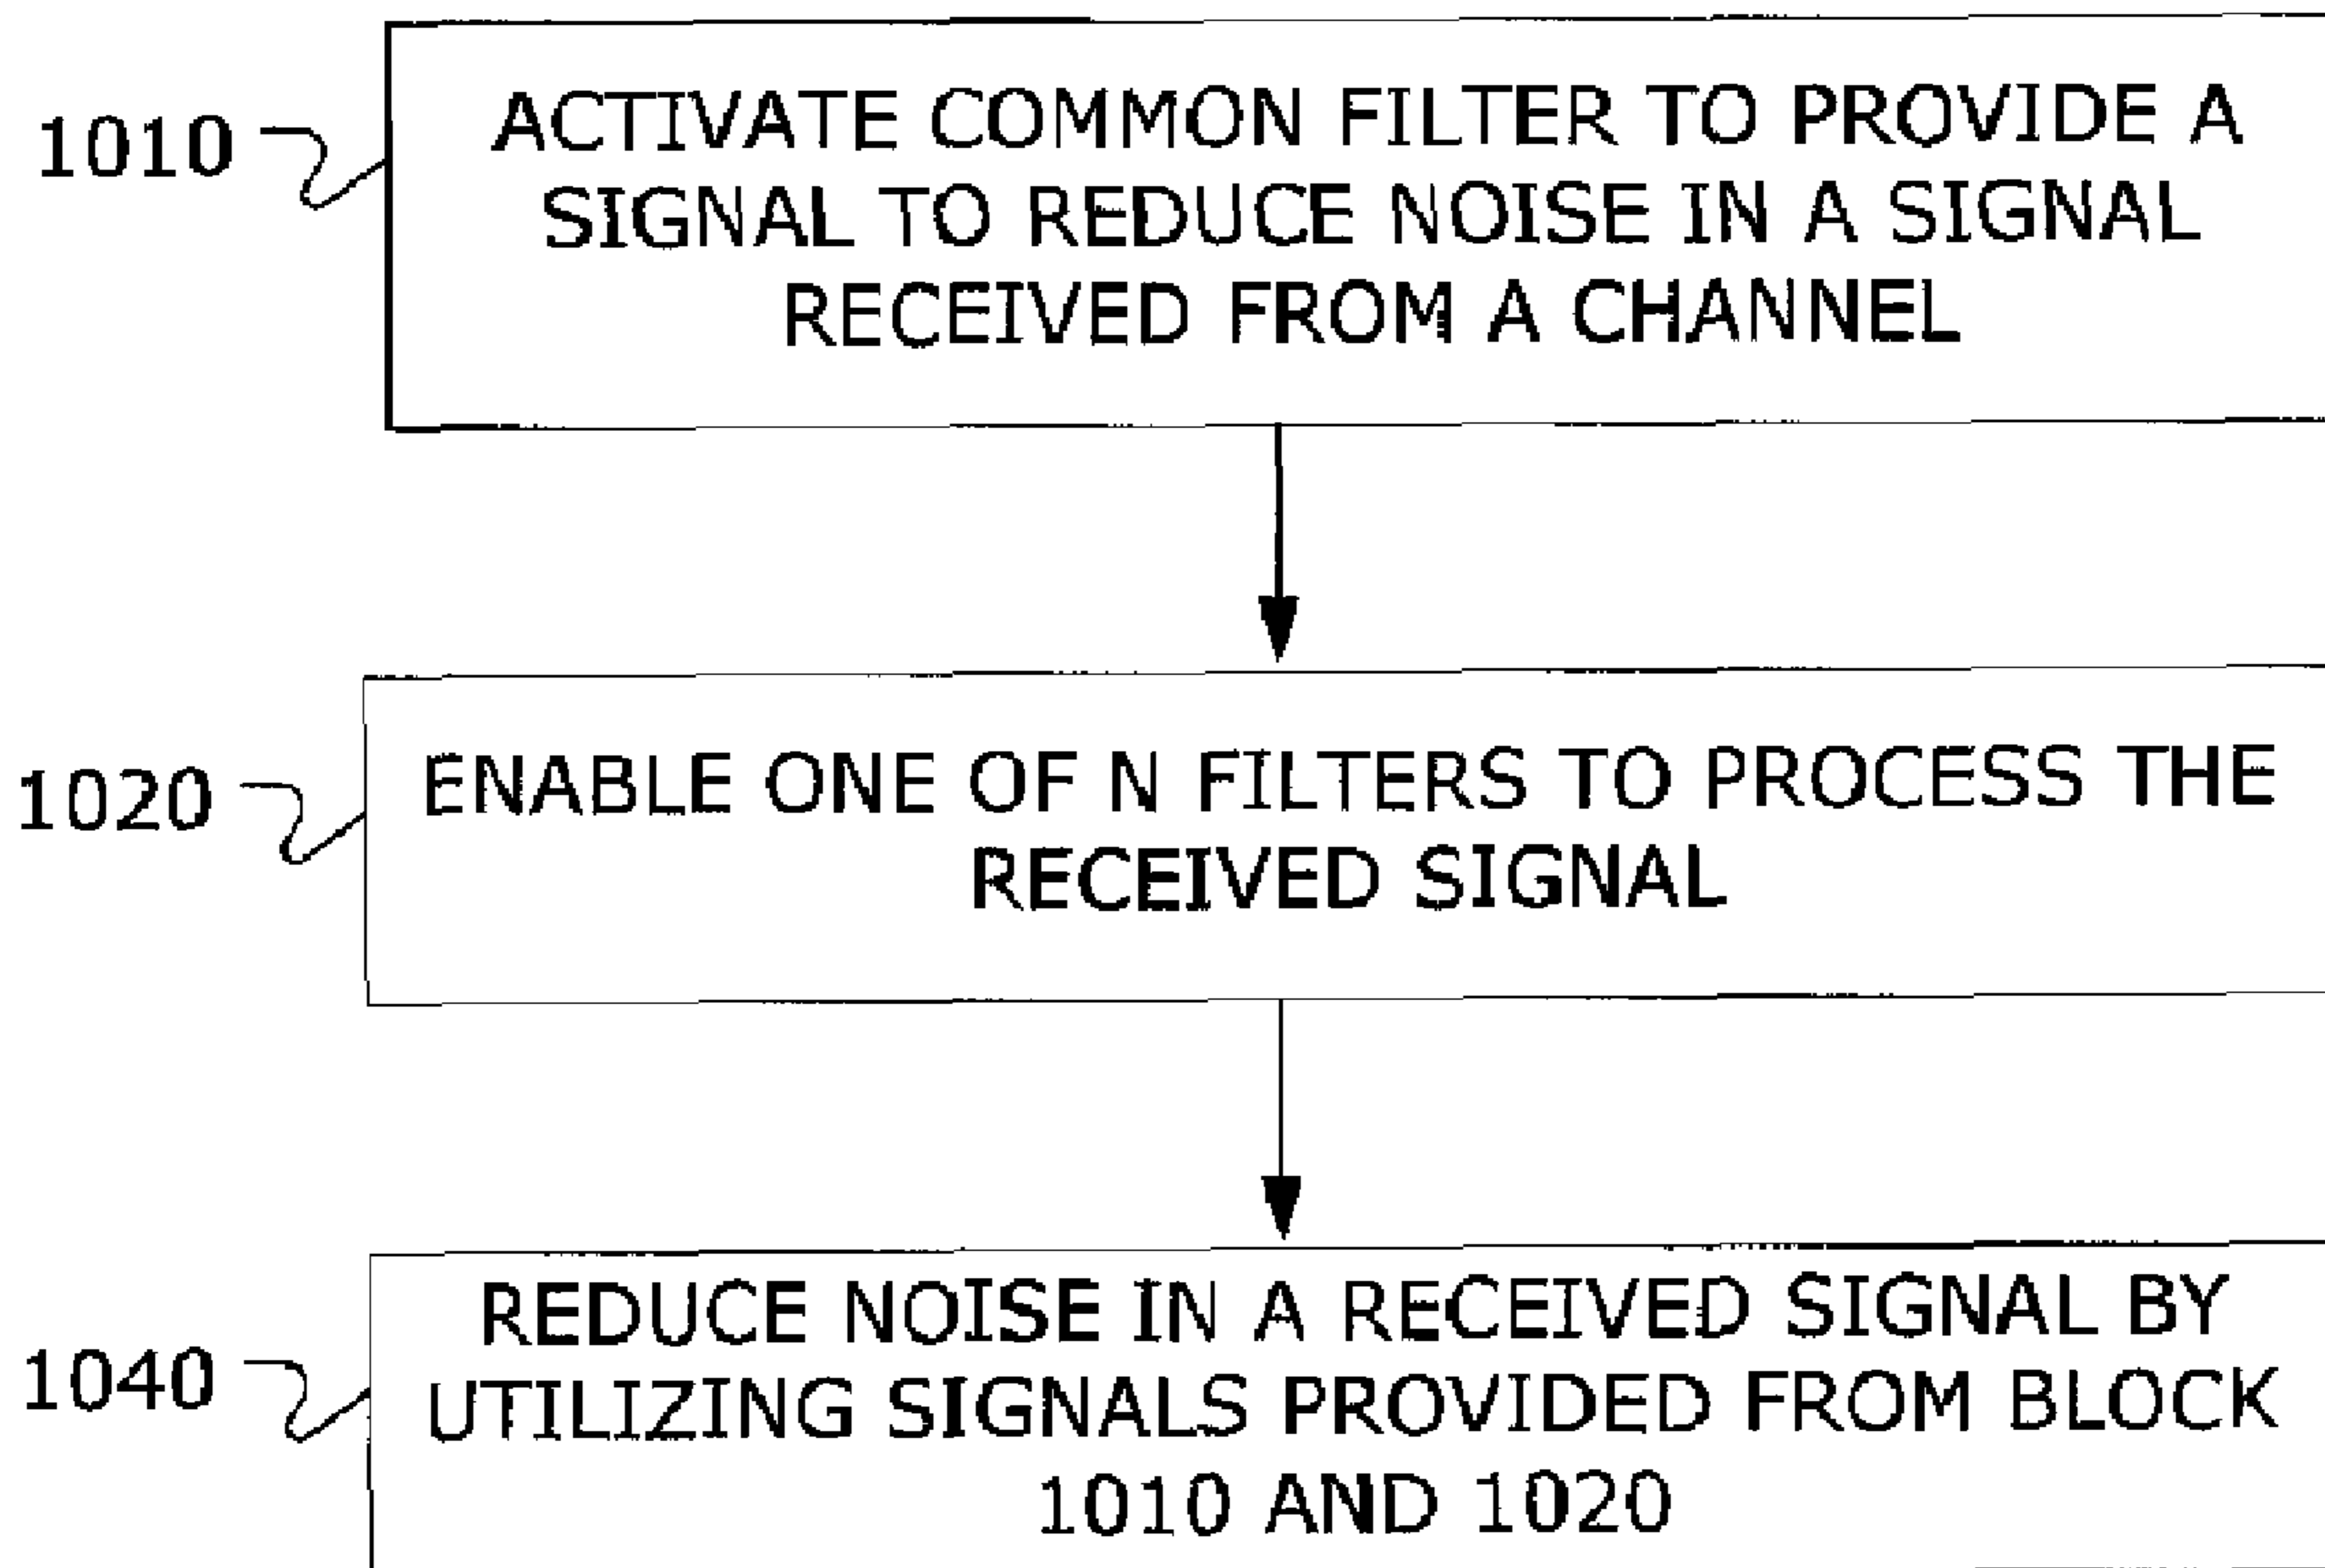 1010
ACTIVATE COMMON FILTER TO PROVIDE A
SIGNAL TO REDUCE NOISE IN A SIGNAL
RECEIVED FROM A CHANNEL
1020
ENABLE ONE OF N FILTERS TO PROCESS THE
RECEIVED SIGNAL
1040
REDUCE NOISE IN A RECEIVED SIGNAL BY
UTILIZING SIGNALS PROVIDED FROM BLOCK
1010 AND 1020